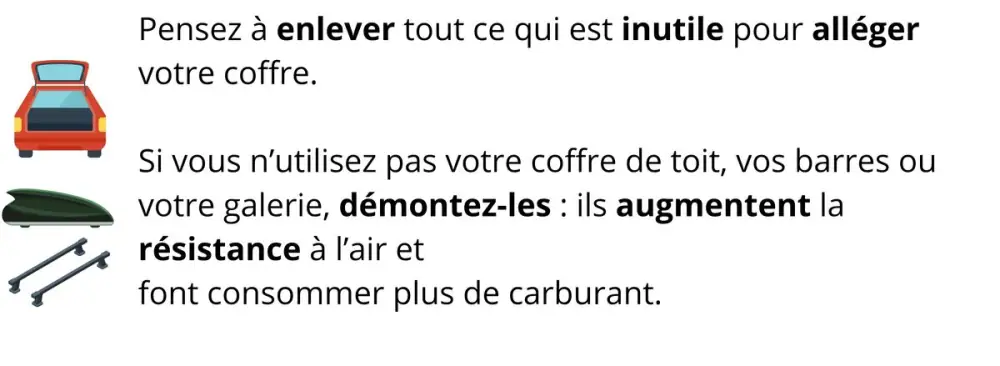 Pensez à enlever tout ce qui est inutile pour alléger
votre coffre.
Si vous n’utilisez pas votre coffre de toit, vos barres ou
votre galerie, démontez-les : ils augmentent la
résistance à l’air et
font consommer plus de carburant.